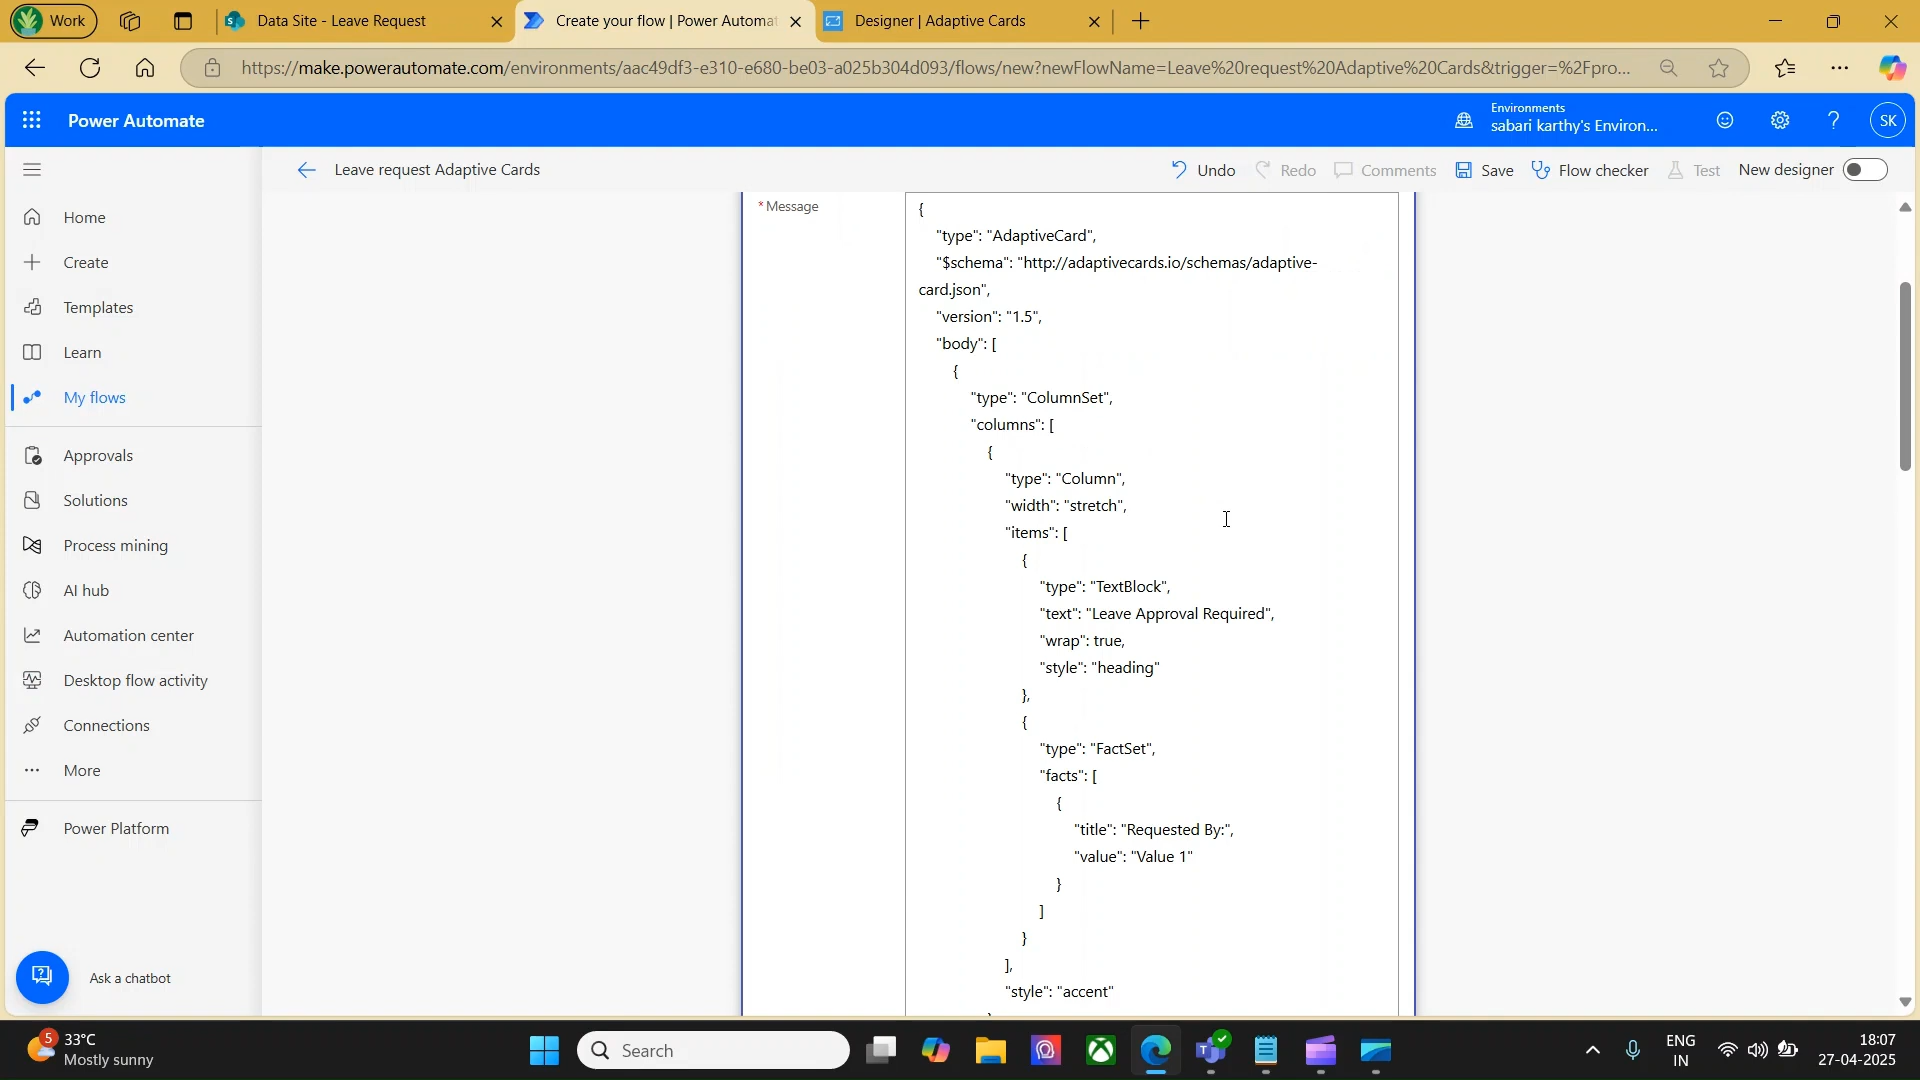 Work
Data Site - Leave Request
Create your flow | Power Automat
Designer | Adaptive Cards
https://make.powerautomate.com/environments/aac49df3-e310-e680-be03-a025b304d093/flows/new?newFlowName=Leave%20request%20Adaptive%20Cards&trigger=%2Fpro...
Power Automate
Environments
sabari karthy's Environ...
SK
Leave request Adaptive Cards
Undo
Redo
Comments
Save
Flow checker
Test
New designer
Home
Create
Templates
Learn
My flows
Approvals
Solutions
Process mining
AI hub
Automation center
Desktop flow activity
Connections
More
Power Platform
Ask a chatbot
* Message
{
"type": "AdaptiveCard",
"$schema": "http://adaptivecards.io/schemas/adaptive-
card.json",
"version": "1.5",
"body": [
{
"type": "ColumnSet",
"columns": [
{
"type": "Column",
"width": "stretch",
"items": [
{
"type": "TextBlock",
"text": "Leave Approval Required",
"wrap": true,
"style": "heading"
},
{
"type": "FactSet",
"facts": [
{
"title": "Requested By:",
"value": "Value 1"
}
]
}
],
"style": "accent"
5
33°C
Mostly sunny
Search
ENG
IN
18:07
27-04-2025